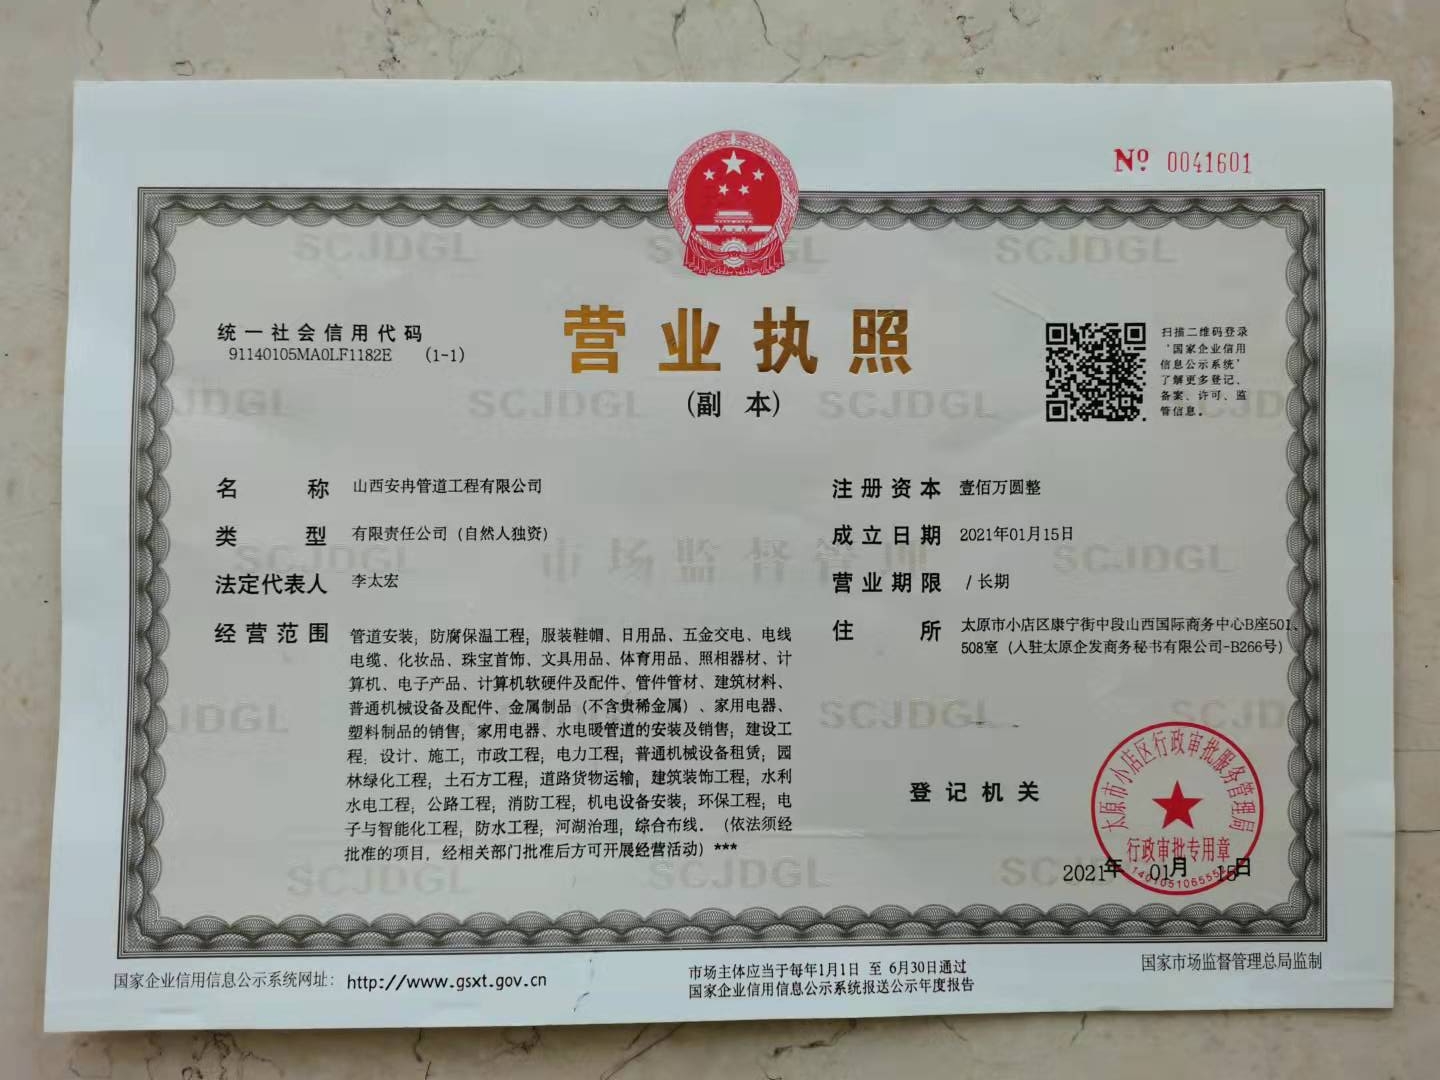 № 0041601
统一社会信用代码
91140105MA0LF1182E （1-1）
营业执照
（副 本）
扫描二维码登录
‘国家企业信用
信息公示系统’
了解更多登记、
备案、许可、监
管信息。
名 称 山西安冉管道工程有限公司
类 型 有限责任公司（自然人独资）
法定代表人 李太宏
经营范围 管道安装；防腐保温工程；服装鞋帽、日用品、五金交电、电线
电缆、化妆品、珠宝首饰、文具用品、体育用品、照相器材、计
算机、电子产品、计算机软硬件及配件、管件管材、建筑材料、
普通机械设备及配件、金属制品（不含贵稀金属）、家用电器、
塑料制品的销售；家用电器、水电暖管道的安装及销售；建设工
程：设计、施工；市政工程；电力工程；普通机械设备租赁；园
林绿化工程；土石方工程；道路货物运输；建筑装饰工程；水利
水电工程；公路工程；消防工程；机电设备安装；环保工程；电
子与智能化工程；防水工程；河湖治理；综合布线。（依法须经
批准的项目，经相关部门批准后方可开展经营活动）***
注册资本 壹佰万圆整
成立日期 2021年01月15日
营业期限 / 长期
住 所 太原市小店区康宁街中段山西国际商务中心B座501、
508室（入驻太原企发商务秘书有限公司-B266号）
登记机关
太原市小店区行政审批服务管理局
行政审批专用章
2021年 01月 15日
国家企业信用信息公示系统网址： http://www.gsxt.gov.cn
市场主体应当于每年1月1日 至 6月30日通过
国家企业信用信息公示系统报送公示年度报告
国家市场监督管理总局监制
SCJDGL
市场监督管理